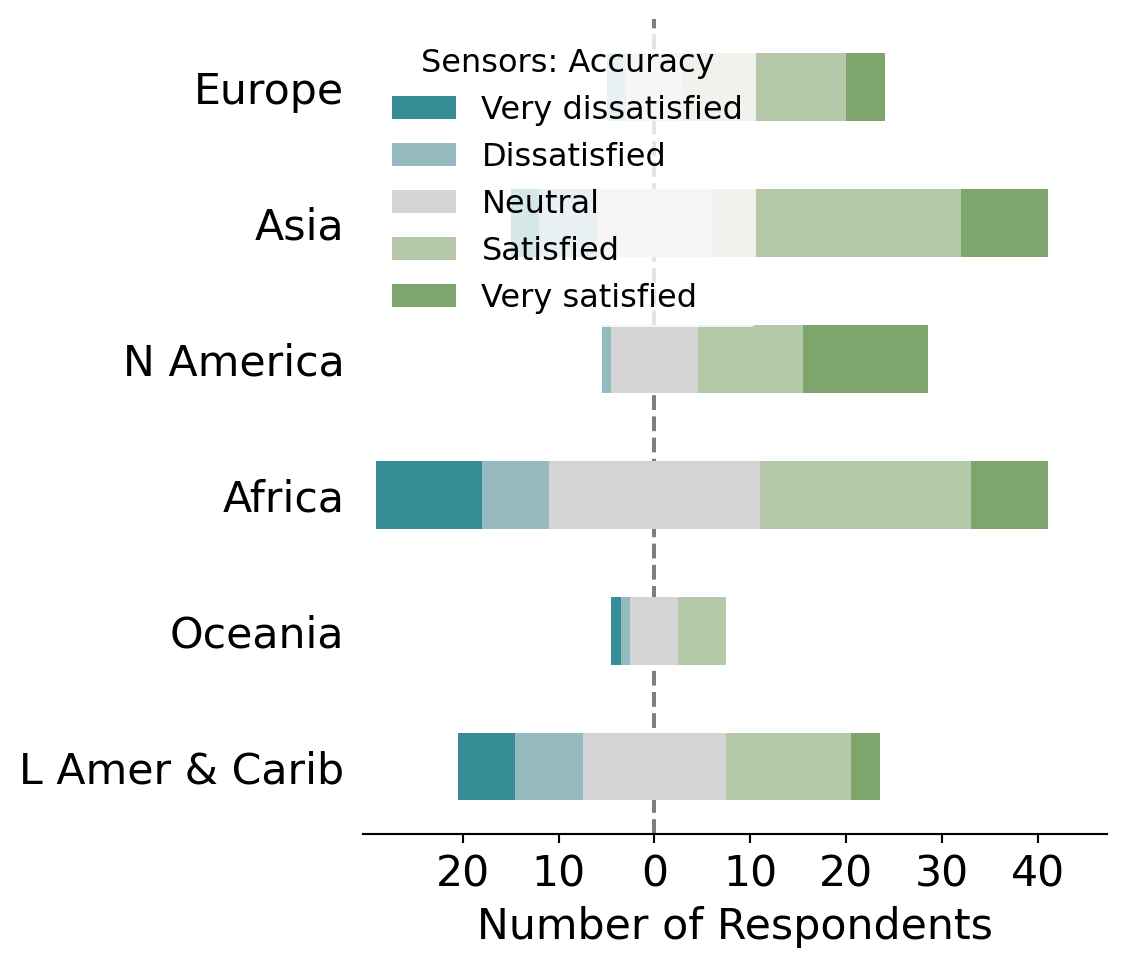 Sensors: Accuracy
Very dissatisfied
Dissatisfied
Neutral
Satisfied
Very satisfied
Europe
Asia
N America
Africa
Oceania
L Amer & Carib
20 10 0 10 20 30 40
Number of Respondents